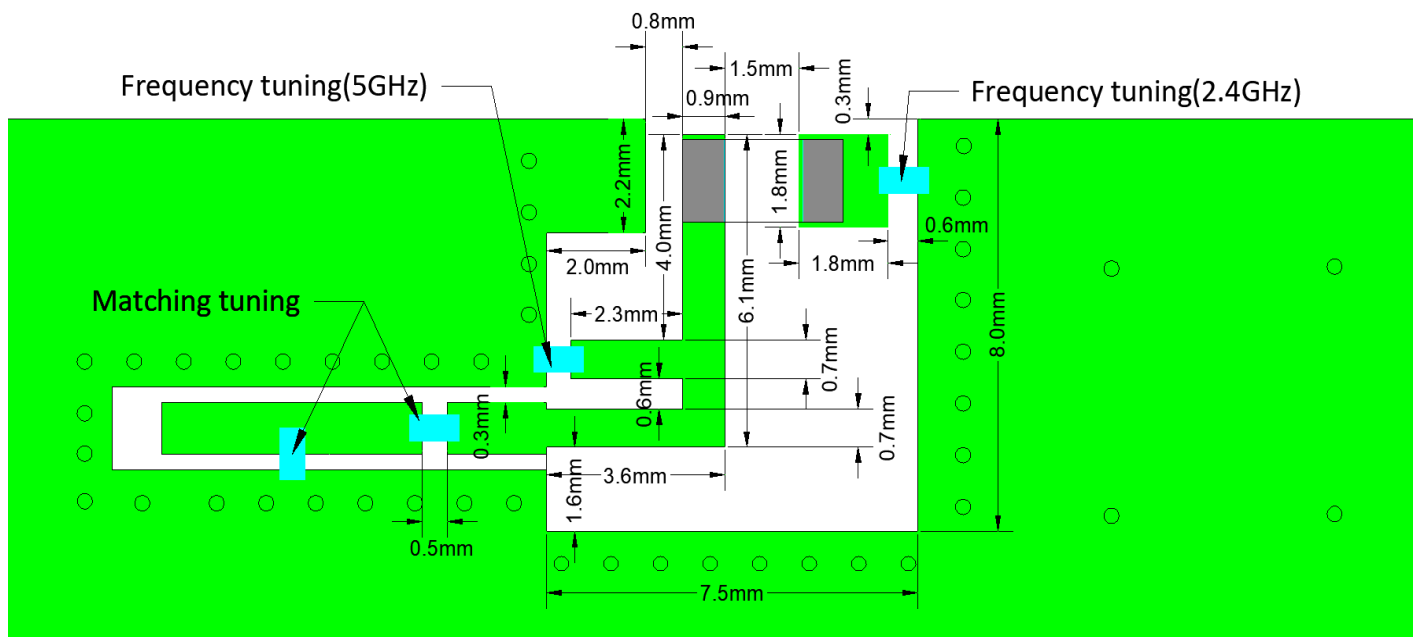 0.8mm
1.5mm
Frequency tuning(5GHz)
0.9mm
0.3mm
Frequency tuning(2.4GHz)
2.2mm
4.0mm
1.8mm
0.6mm
2.0mm
1.8mm
6.1mm
8.0mm
Matching tuning
2.3mm
0.7mm
0.6mm
0.3mm
0.7mm
3.6mm
1.6mm
0.5mm
7.5mm